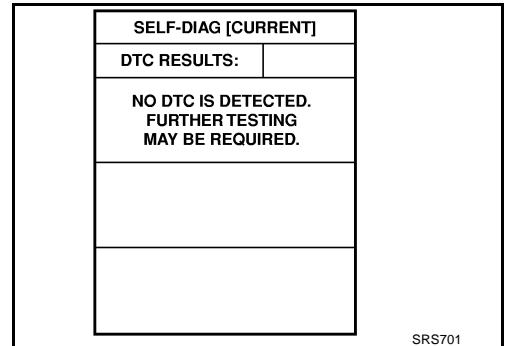 SELF-DIAG [CURRENT]
DTC RESULTS:
NO DTC IS DETECTED.
FURTHER TESTING
MAY BE REQUIRED.
SRS701